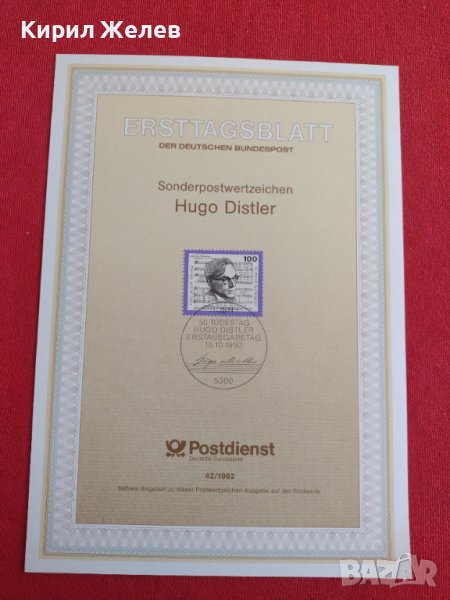 Кирил Желев
ERSTTAGSBLATT
DER DEUTSCHEN BUNDESPOST
Sonderpostwertzeichen
Hugo Distler
100
50. TODESTAG
HUGO DISTLER
ERSTAUSGABETAG
15.10.1992
5300
Postdienst
Deutsche Bundespost
42/1992
Nähere Angaben zu dieser Postwertzeichen-Ausgabe auf der Rückseite
bazar